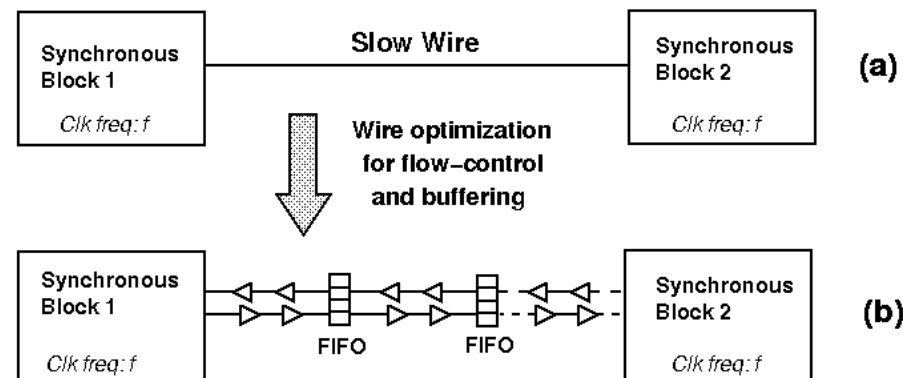 Synchronous
Block 1
Clk freq: f
Slow Wire
Synchronous
Block 2
Clk freq: f
(a)
Wire optimization
for flow-control
and buffering
Synchronous
Block 1
Clk freq: f
FIFO
FIFO
Synchronous
Block 2
Clk freq: f
(b)